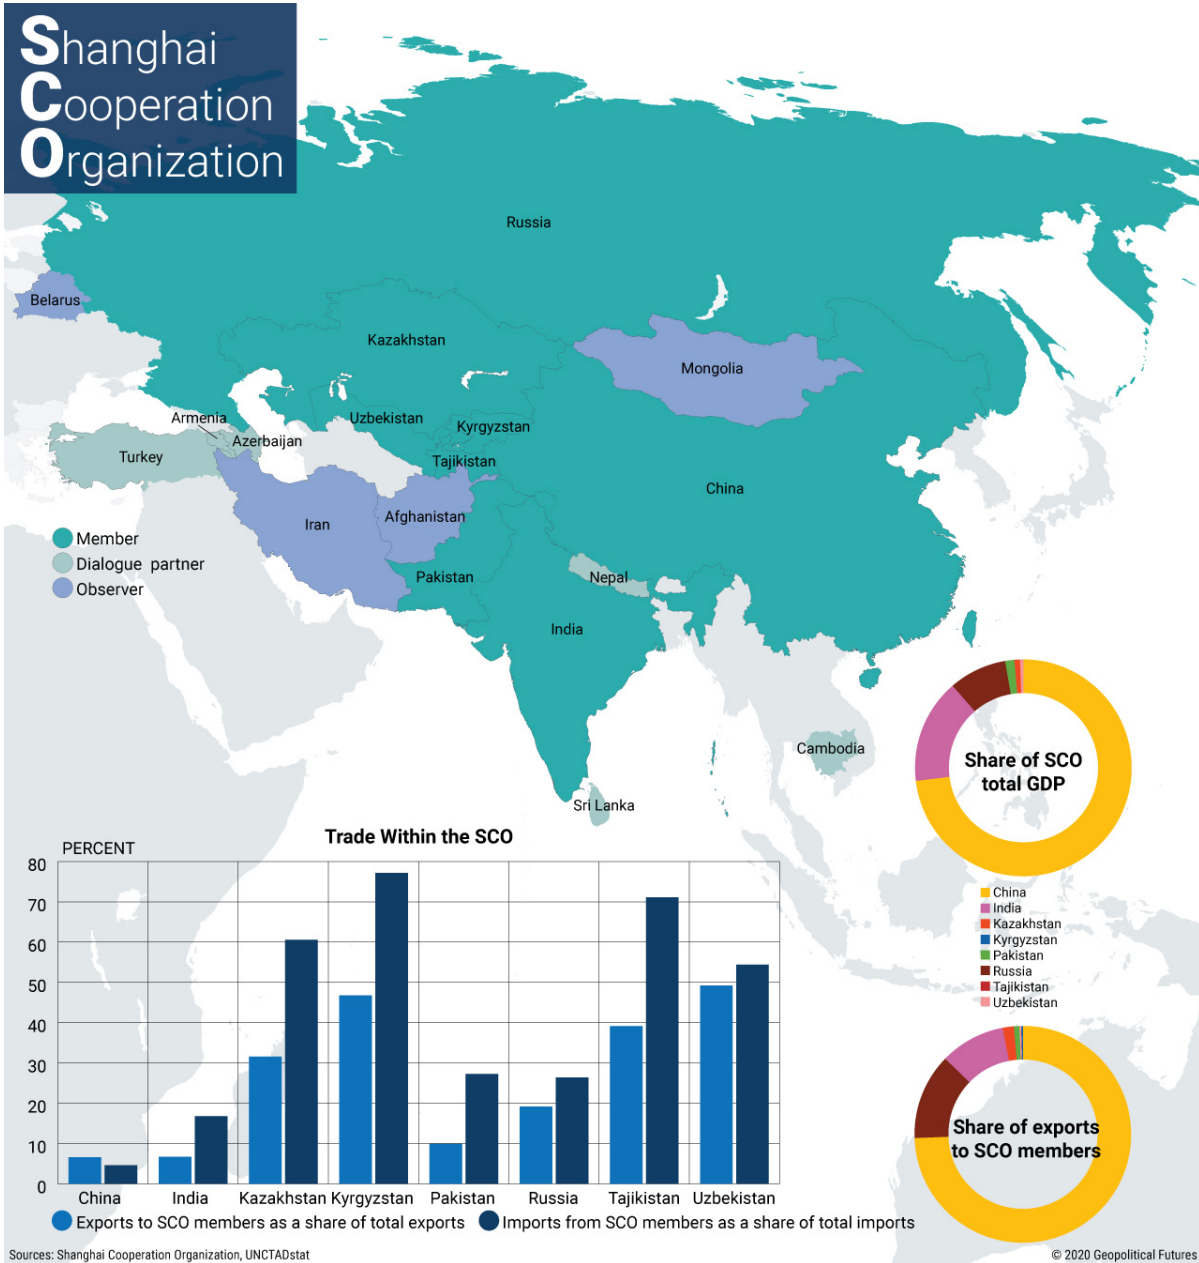 Shanghai
Cooperation
Organization
Russia
Belarus
Kazakhstan
Mongolia
Armenia
Uzbekistan
Kyrgyzstan
Azerbaijan
Turkey
Tajikistan
China
Iran
Afghanistan
Member
Dialogue partner
Observer
Pakistan
Nepal
India
Cambodia
Sri Lanka
Share of SCO
total GDP
China
India
Kazakhstan
Kyrgyzstan
Pakistan
Russia
Tajikistan
Uzbekistan
Share of exports
to SCO members
Trade Within the SCO
PERCENT
80
70
60
50
40
30
20
10
0
China India Kazakhstan Kyrgyzstan Pakistan Russia Tajikistan Uzbekistan
Exports to SCO members as a share of total exports Imports from SCO members as a share of total imports
Sources: Shanghai Cooperation Organization, UNCTADstat
© 2020 Geopolitical Futures